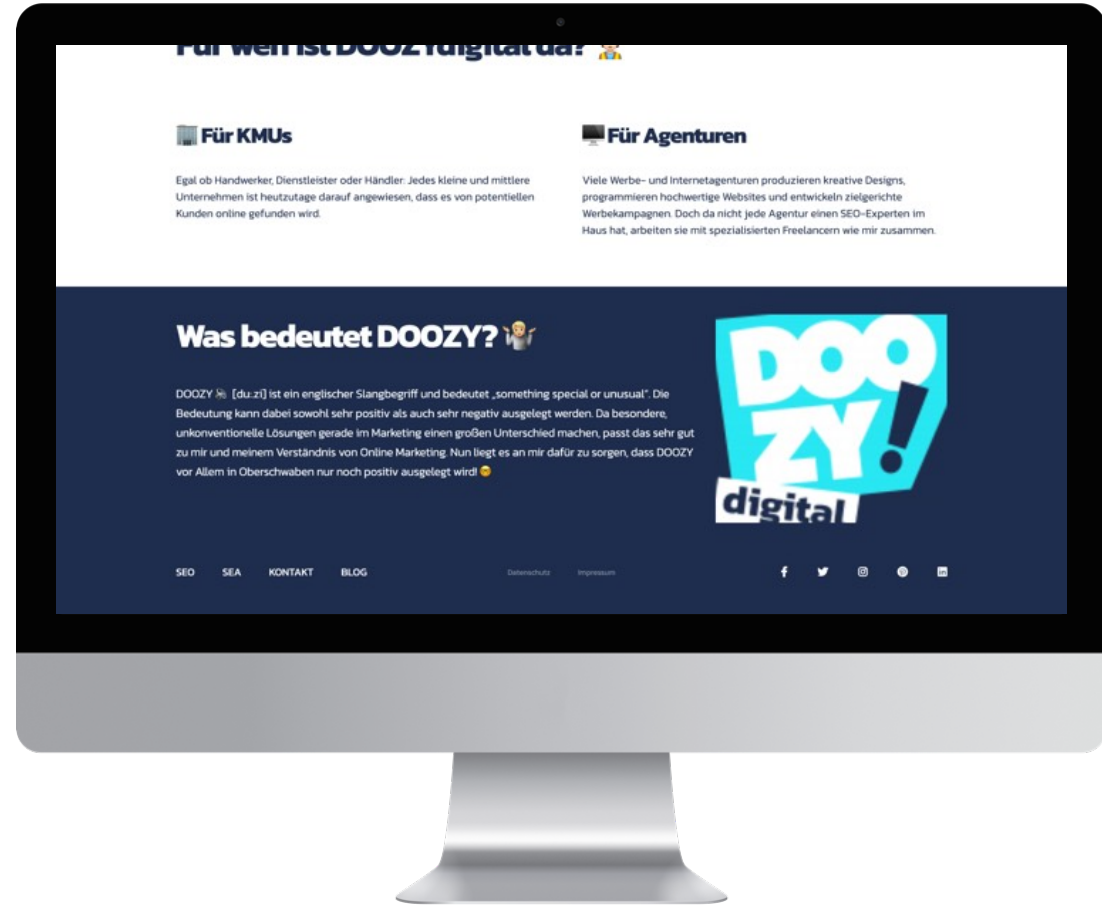 Für wen ist DOOZYdigital da? 👷🏼
🏢 Für KMUs
Egal ob Handwerker, Dienstleister oder Händler: Jedes kleine und mittlere
Unternehmen ist heutzutage darauf angewiesen, dass es von potentiellen
Kunden online gefunden wird.
🖥️ Für Agenturen
Viele Werbe- und Internetagenturen produzieren kreative Designs,
programmieren hochwertige Websites und entwickeln zielgerichte
Werbekampagnen. Doch da nicht jede Agentur einen SEO-Experten im
Haus hat, arbeiten sie mit spezialisierten Freelancern wie mir zusammen.
Was bedeutet DOOZY? 🤷🏼
DOOZY [du:zi] ist ein englischer Slangbegriff und bedeutet „something special or unusual“. Die
Bedeutung kann dabei sowohl sehr positiv als auch sehr negativ ausgelegt werden. Da besondere,
unkonventionelle Lösungen gerade im Marketing einen großen Unterschied machen, passt das sehr gut
zu mir und meinem Verständnis von Online Marketing. Nun liegt es an mir dafür zu sorgen, dass DOOZY
vor Allem in Oberschwaben nur noch positiv ausgelegt wird! 🤓
DOO
ZY!
digital
SEO SEA KONTAKT BLOG
Datenschutz Impressum